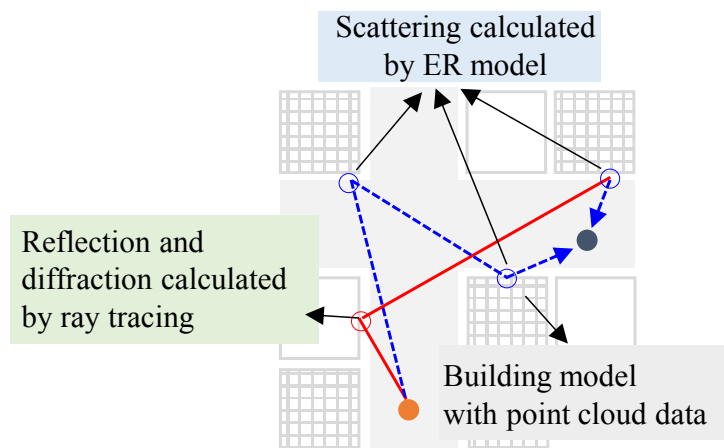 Scattering calculated
by ER model
Reflection and
diffraction calculated
by ray tracing
Building model
with point cloud data